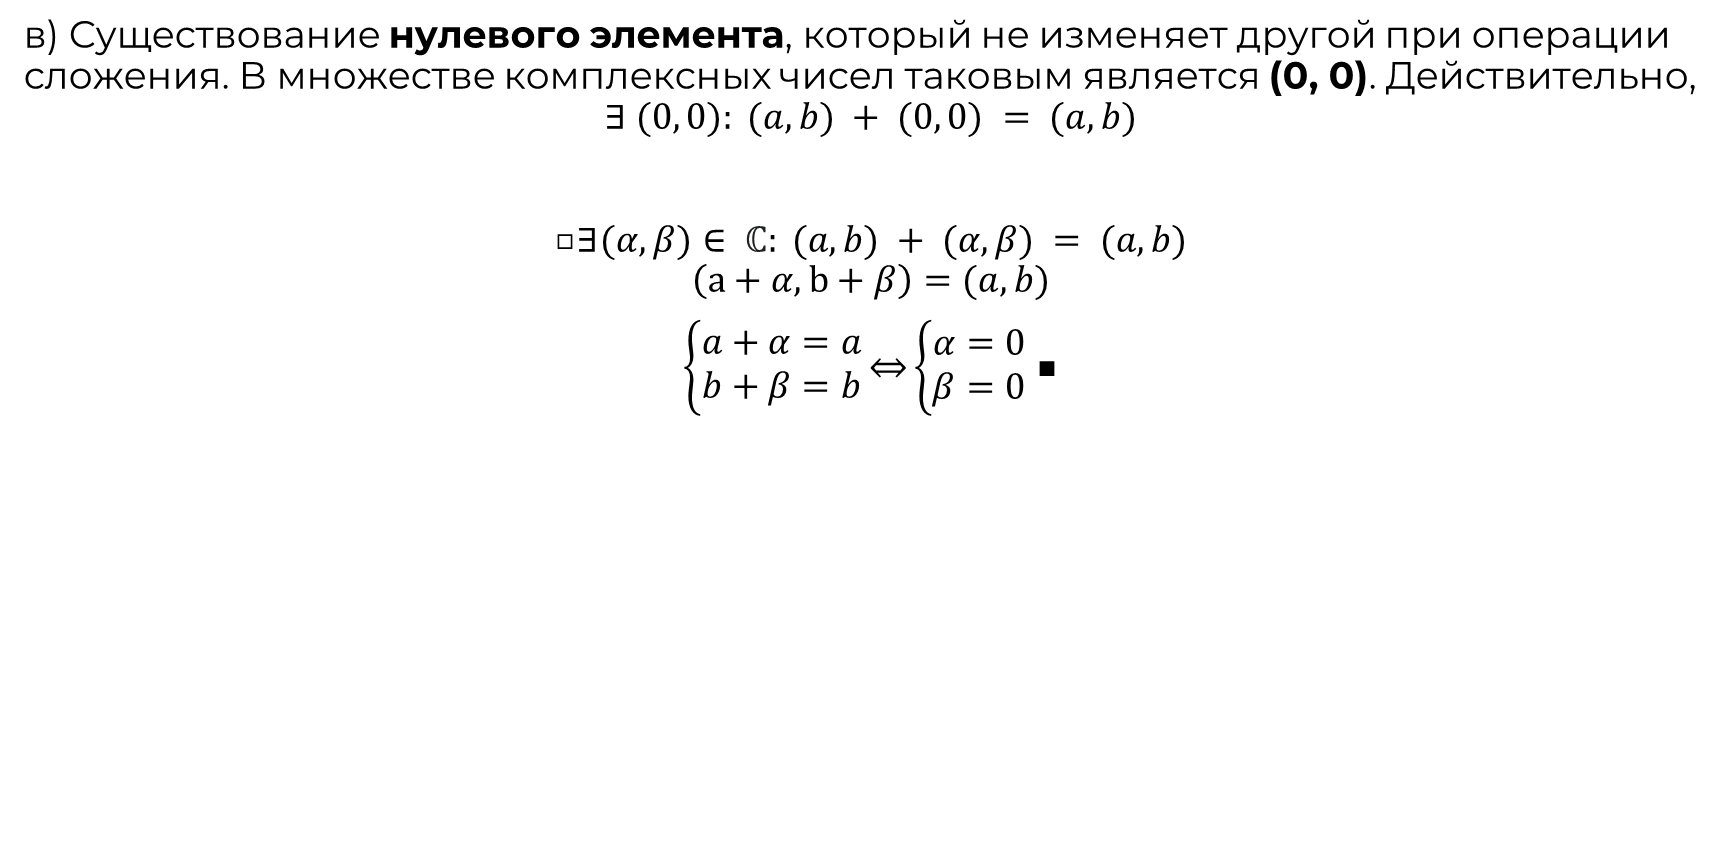 в) Существование нулевого элемента, который не изменяет другой при операции
сложения. В множестве комплексных чисел таковым является (0, 0). Действительно,
∃ (0,0): (a,b) + (0,0) = (a,b)
□∃(α,β) ∈ ℂ: (a,b) + (α,β) = (a,b)
(a + α, b + β) = (a,b)
{a + α = a ⇔ {α = 0
{b + β = b {β = 0 ■